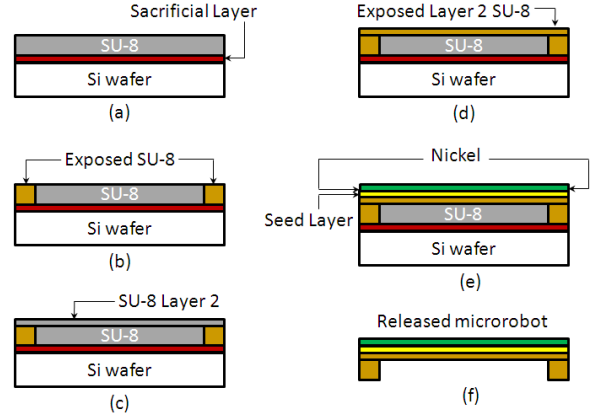 Sacrificial Layer
SU-8
Si wafer
(a)
Exposed SU-8
SU-8
Si wafer
(b)
SU-8 Layer 2
SU-8
Si wafer
(c)
Exposed Layer 2 SU-8
SU-8
Si wafer
(d)
Nickel
Seed Layer
SU-8
Si wafer
(e)
Released microrobot
(f)